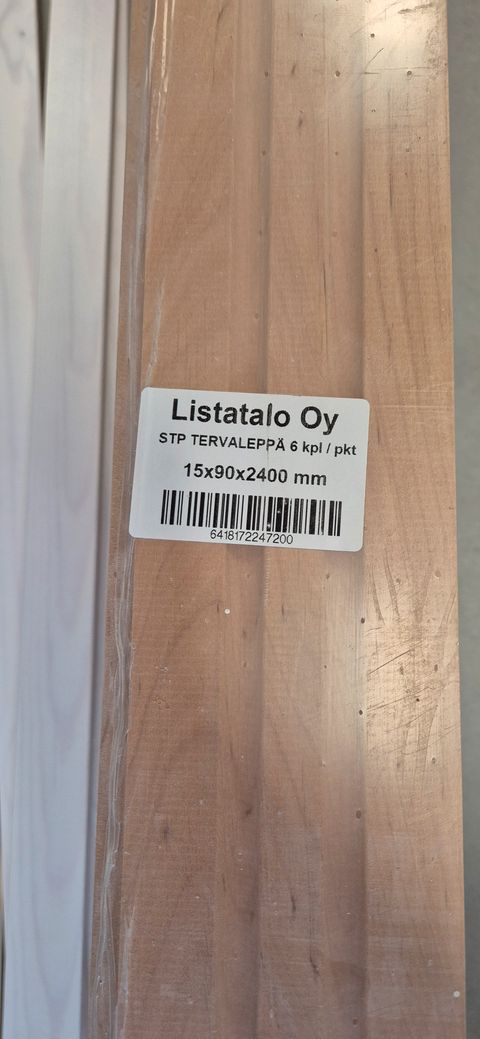 Listatalo Oy
STP TERVALEPPÄ 6 kpl / pkt
15x90x2400 mm
6418172247200